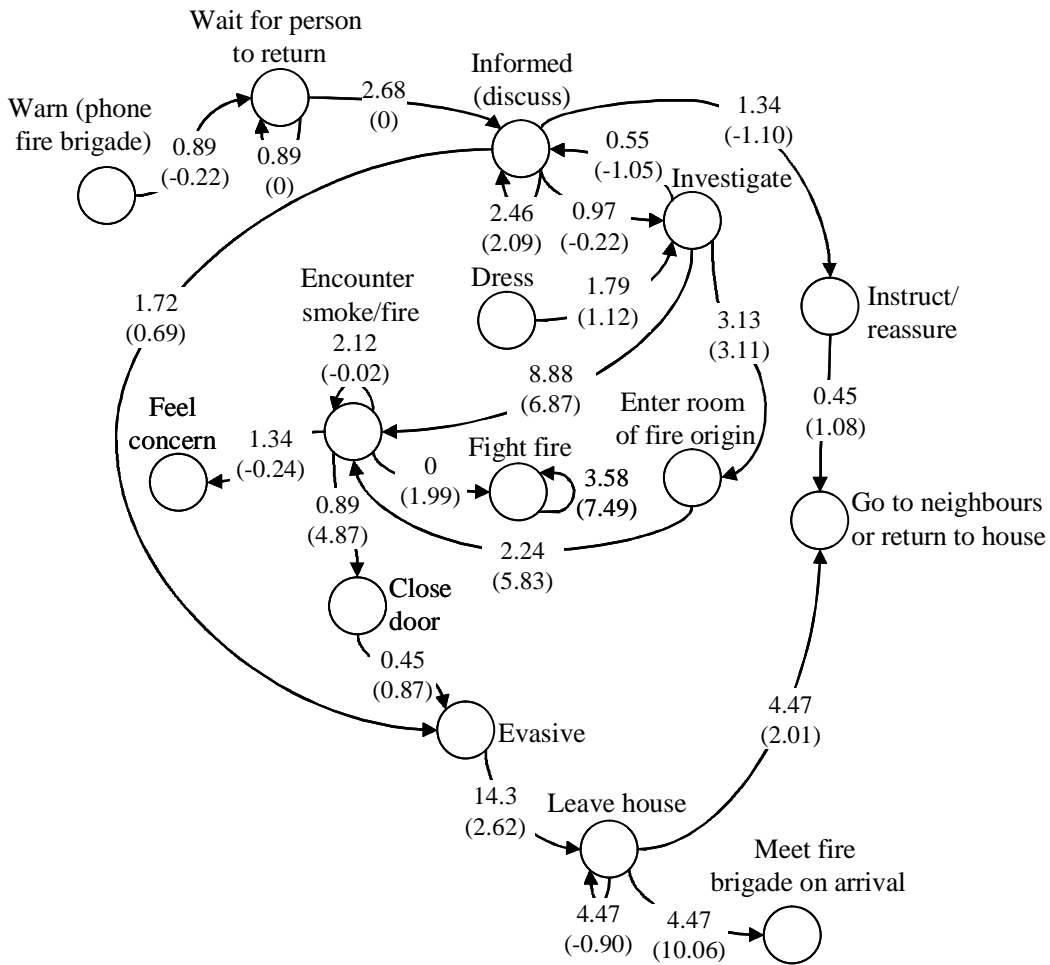 Wait for person
to return
Informed
(discuss)
Warn (phone
fire brigade)
2.68
(0)
1.34
(-1.10)
0.89
(-0.22)
0.89
(0)
0.55
(-1.05)
Investigate
2.46
(2.09)
0.97
(-0.22)
Encounter
smoke/fire
Dress
1.79
(1.12)
Instruct/
reassure
1.72
(0.69)
3.13
(3.11)
2.12
(-0.02)
8.88
(6.87)
Feel
concern
Enter room
of fire origin
0.45
(1.08)
1.34
(-0.24)
Fight fire
0
(1.99)
3.58
(7.49)
Go to neighbours
or return to house
0.89
(4.87)
2.24
(5.83)
Close
door
0.45
(0.87)
4.47
(2.01)
Evasive
14.3
(2.62)
Leave house
Meet fire
brigade on arrival
4.47
(-0.90)
4.47
(10.06)